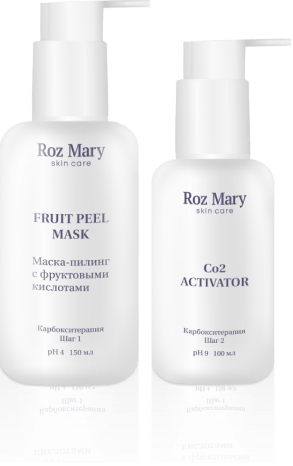 Roz Mary
skin care
FRUIT PEEL
MASK
Маска-пилинг
с фруктовыми
кислотами
Карбокситерапия
Шаг 1
pH 4 150 мл
Roz Mary
skin care
Co2
ACTIVATOR
Карбокситерапия
Шаг 2
pH 9 100 мл